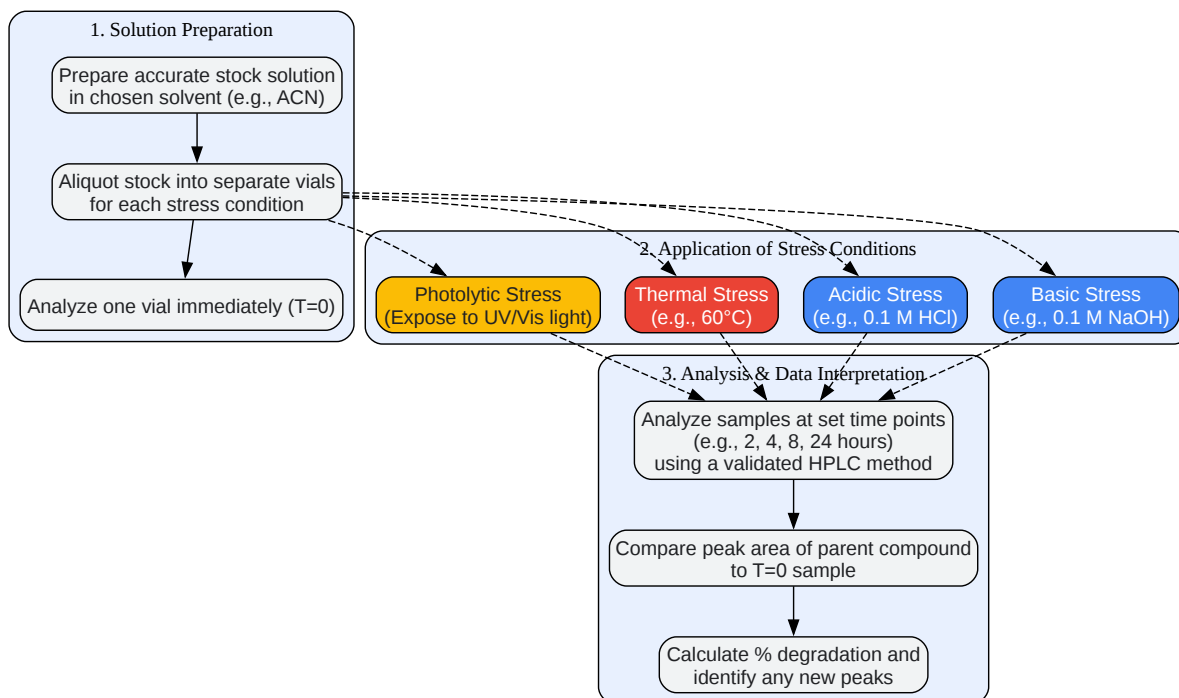 1. Solution Preparation
Prepare accurate stock solution
in chosen solvent (e.g., ACN)
Aliquot stock into separate vials
for each stress condition
Analyze one vial immediately (T=0)
2. Application of Stress Conditions
Photolytic Stress
(Expose to UV/Vis light)
Thermal Stress
(e.g., 60°C)
Acidic Stress
(e.g., 0.1 M HCl)
Basic Stress
(e.g., 0.1 M NaOH)
3. Analysis & Data Interpretation
Analyze samples at set time points
(e.g., 2, 4, 8, 24 hours)
using a validated HPLC method
Compare peak area of parent compound
to T=0 sample
Calculate % degradation and
identify any new peaks